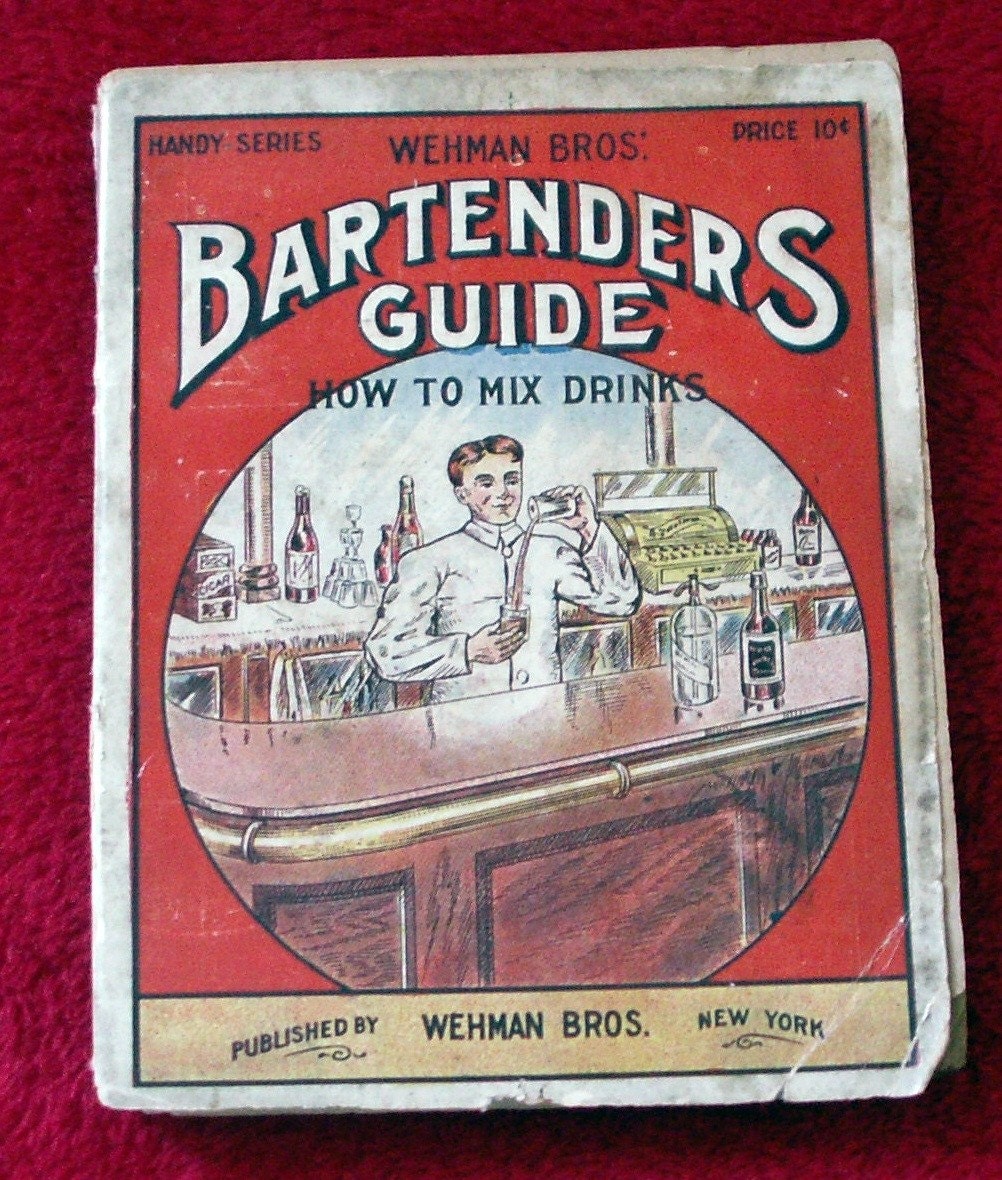 HANDY SERIES
WEHMAN BROS.'
PRICE 10¢
BARTENDERS
GUIDE
HOW TO MIX DRINKS
PUBLISHED BY
WEHMAN BROS.
NEW YORK